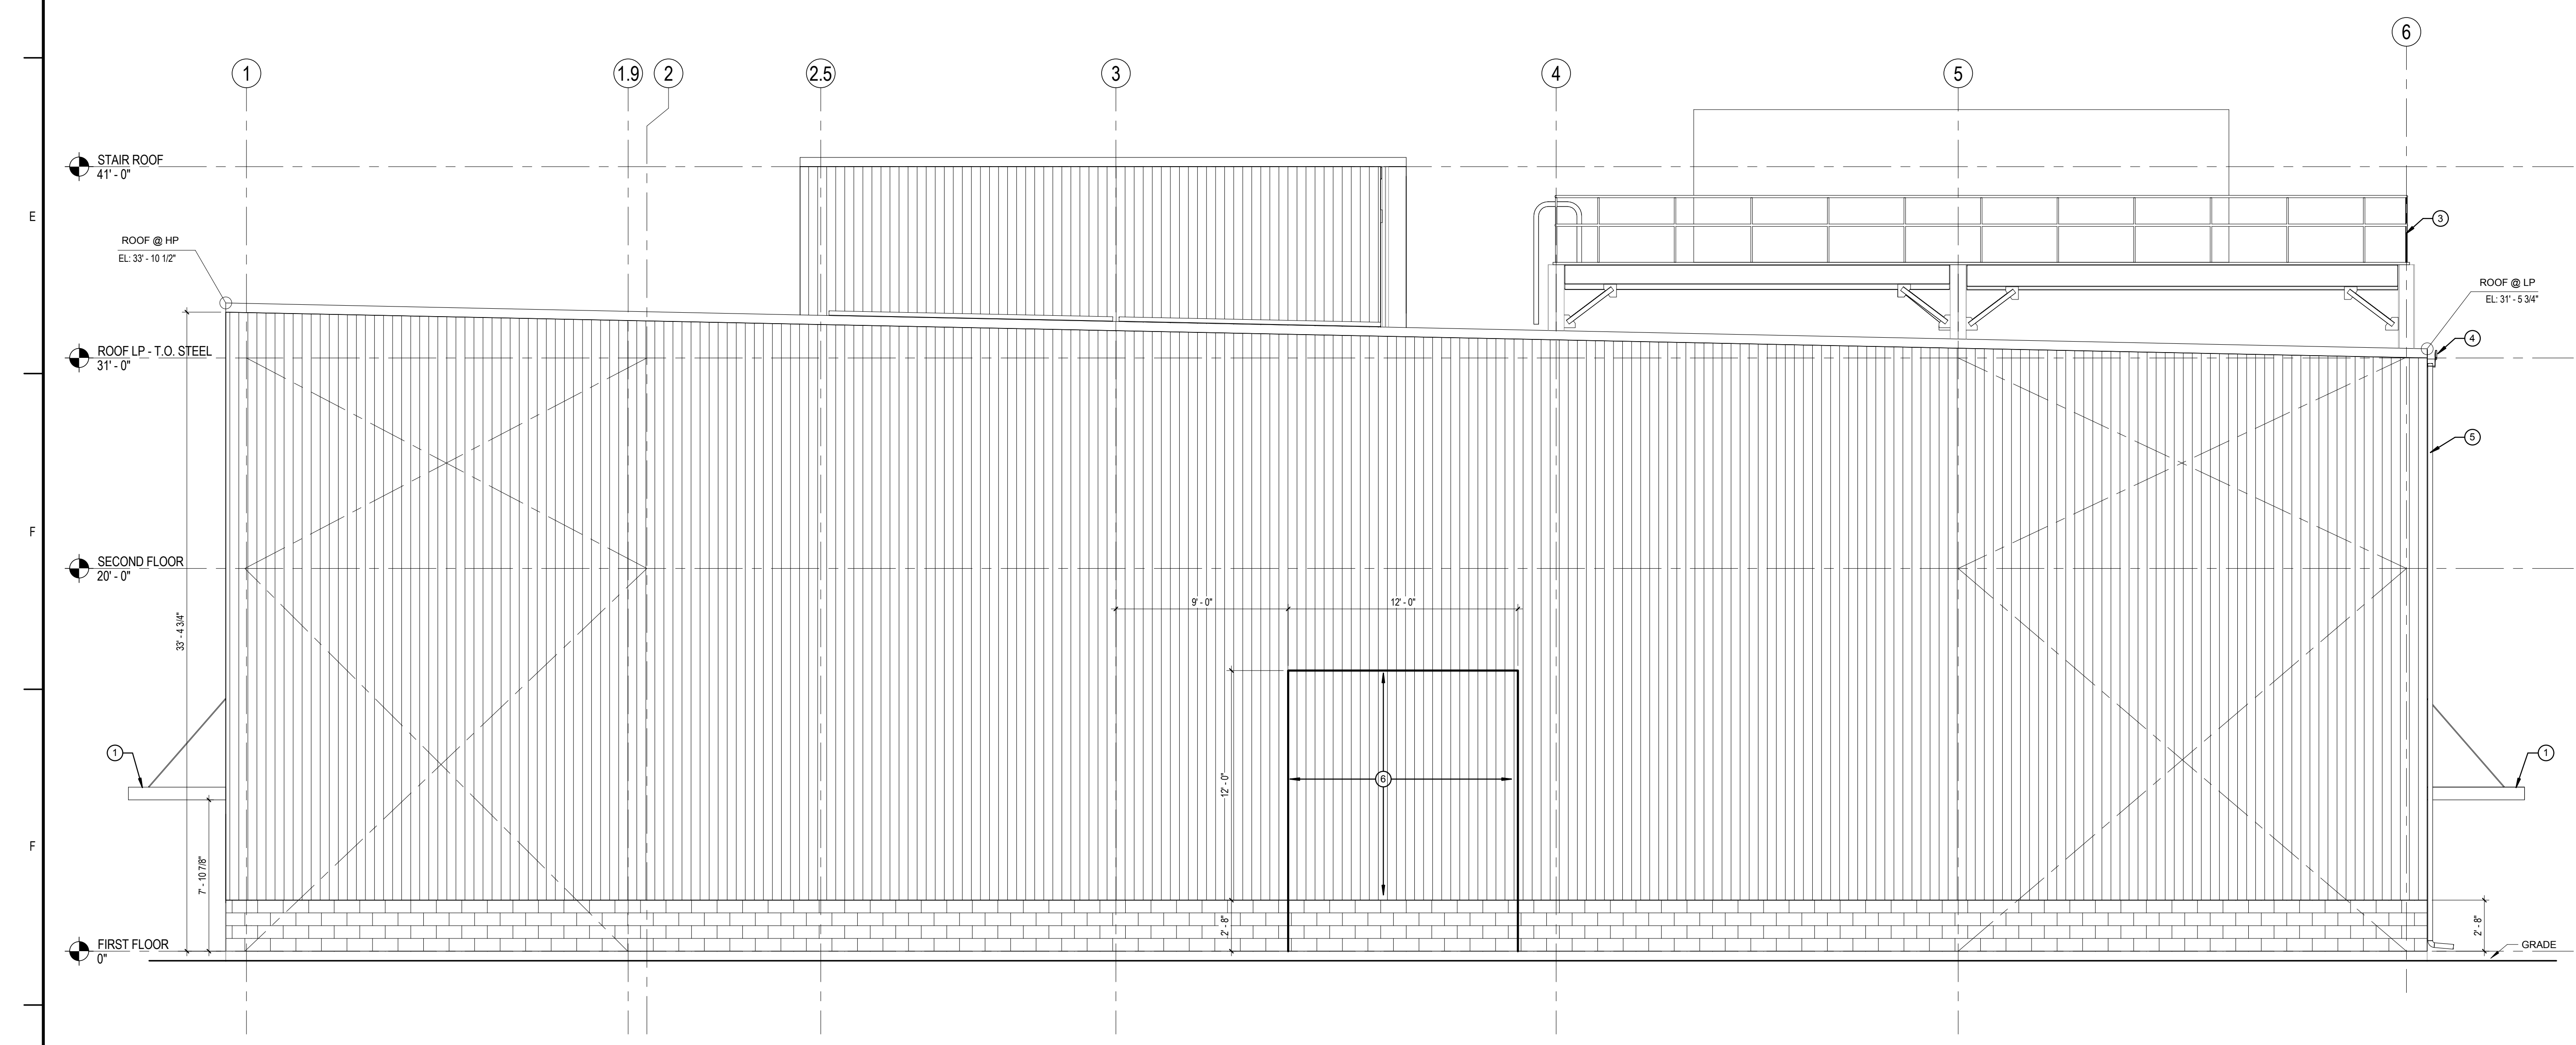 6
1
1.9
2
2.5
3
4
5
STAIR ROOF
41' - 0"
E
3
ROOF @ HP
EL: 33' - 10 1/2"
ROOF @ LP
EL: 31' - 5 3/4"
4
ROOF LP - T.O. STEEL
31' - 0"
5
F
SECOND FLOOR
20' - 0"
9' - 0"
12' - 0"
33' - 4 3/4"
1
6
12' - 0"
1
F
7' - 10 7/8"
2' - 8"
2' - 8"
FIRST FLOOR
0"
GRADE